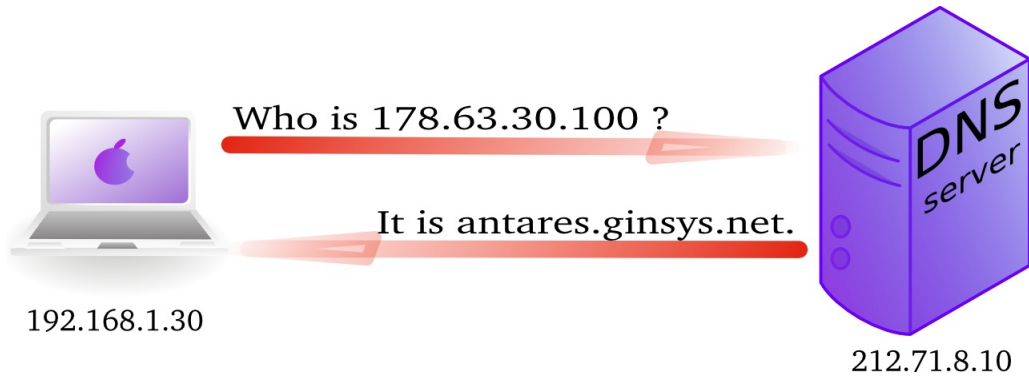 Who is 178.63.30.100 ?
DNS
server
It is antares.ginsys.net.
192.168.1.30
212.71.8.10